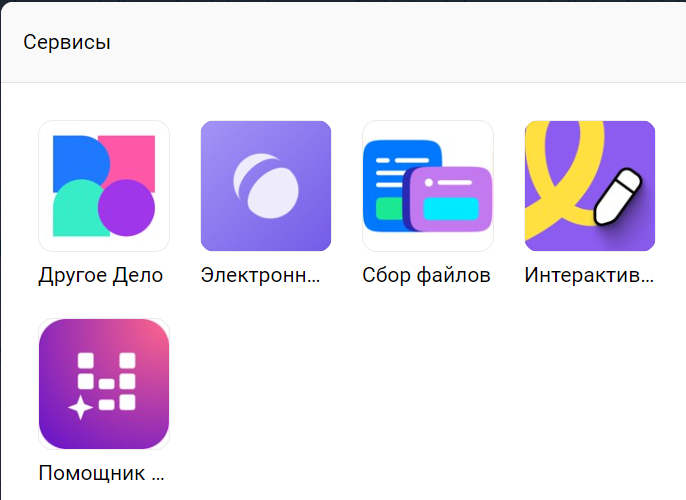 Сервисы
Другое Дело
Электронн...
Сбор файлов
Интерактив...
Помощник ...